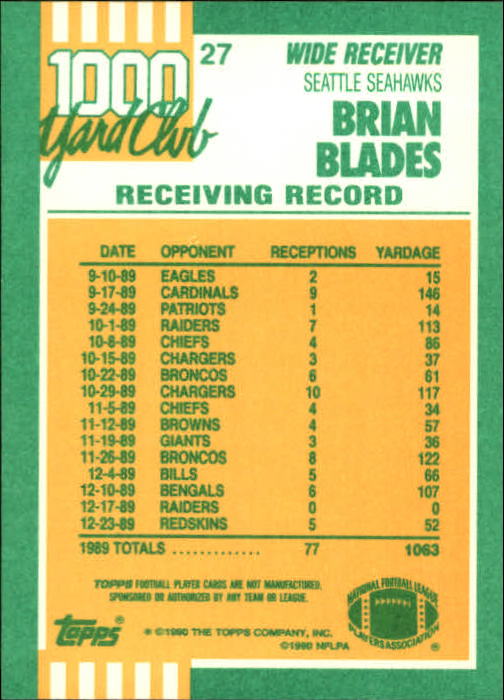 1000 27 WIDE RECEIVER
Yard Club SEATTLE SEAHAWKS
BRIAN
BLADES
RECEIVING RECORD
DATE OPPONENT RECEPTIONS YARDAGE
9-10-89 EAGLES 2 15
9-17-89 CARDINALS 9 146
9-24-89 PATRIOTS 1 14
10-1-89 RAIDERS 7 113
10-8-89 CHIEFS 4 86
10-15-89 CHARGERS 3 37
10-22-89 BRONCOS 6 61
10-29-89 CHARGERS 10 117
11-5-89 CHIEFS 4 34
11-12-89 BROWNS 4 57
11-19-89 GIANTS 3 36
11-26-89 BRONCOS 8 122
12-4-89 BILLS 5 66
12-10-89 BENGALS 6 107
12-17-89 RAIDERS 0 0
12-23-89 REDSKINS 5 52
1989 TOTALS ............. 77 1063
TOPPS FOOTBALL PLAYER CARDS ARE NOT MANUFACTURED,
SPONSORED OR AUTHORIZED BY ANY TEAM OR LEAGUE.
NATIONAL FOOTBALL LEAGUE
PLAYERS ASSOCIATION®
topps®
* ©1990 THE TOPPS COMPANY, INC.
©1990 NFLPA